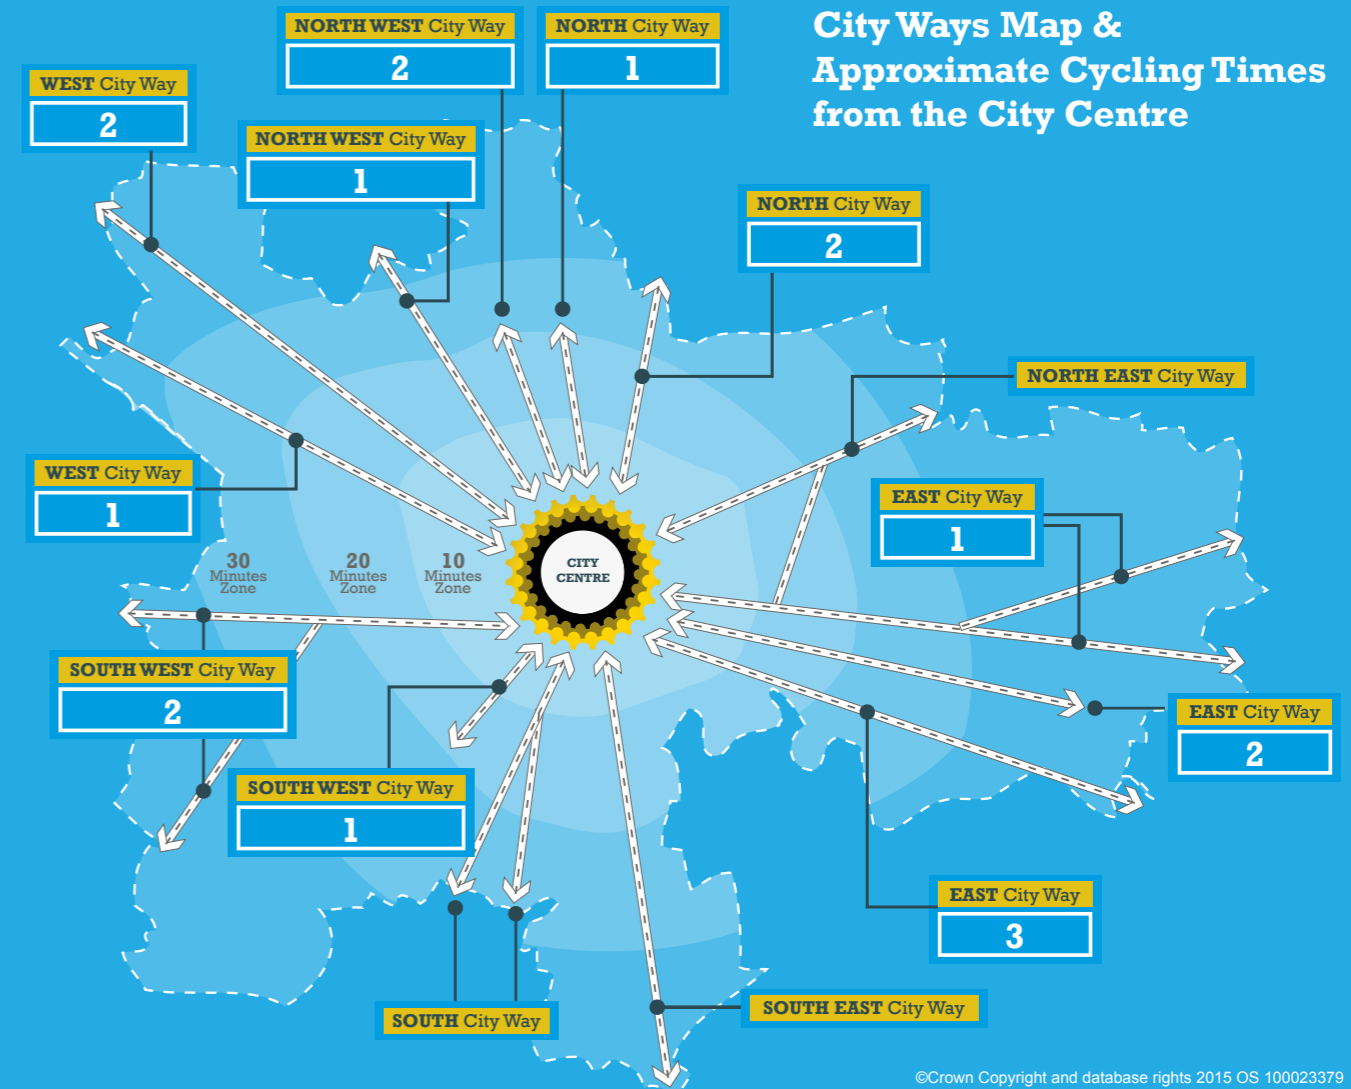 City Ways Map &
Approximate Cycling Times
from the City Centre
NORTH WEST City Way
2
NORTH City Way
1
WEST City Way
2
NORTH WEST City Way
1
NORTH City Way
2
NORTH EAST City Way
WEST City Way
1
EAST City Way
1
30
Minutes
Zone
20
Minutes
Zone
10
Minutes
Zone
CITY
CENTRE
SOUTH WEST City Way
2
EAST City Way
2
SOUTH WEST City Way
1
EAST City Way
3
SOUTH City Way
SOUTH EAST City Way
©Crown Copyright and database rights 2015 OS 100023379